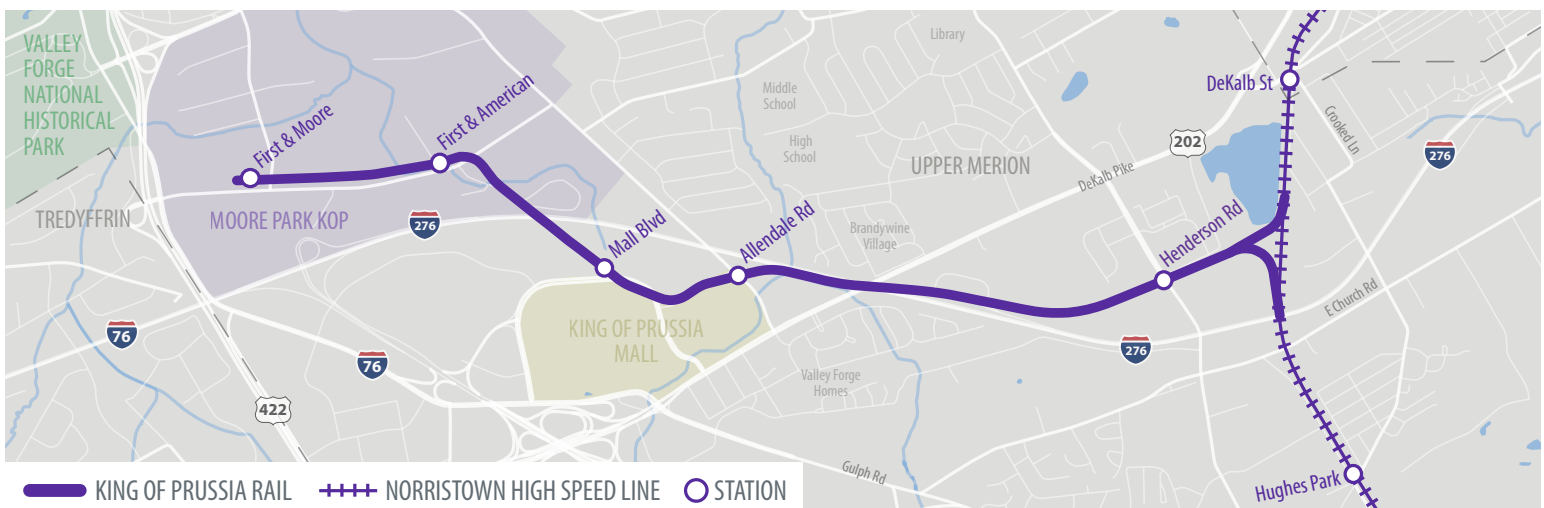 VALLEY
FORGE
NATIONAL
HISTORICAL
PARK
Library
DeKalb St
Middle
School
First & Moore
First & American
Crooked Ln
202
276
High
School
UPPER MERION
DeKalb Pike
TREDYFFRIN
MOORE PARK KOP
276
Mall Blvd
Allendale Rd
Brandywine
Village
Henderson Rd
E Church Rd
76
KING OF PRUSSIA
MALL
76
276
Valley Forge
Homes
422
Gulph Rd
Hughes Park
KING OF PRUSSIA RAIL
NORRISTOWN HIGH SPEED LINE
STATION